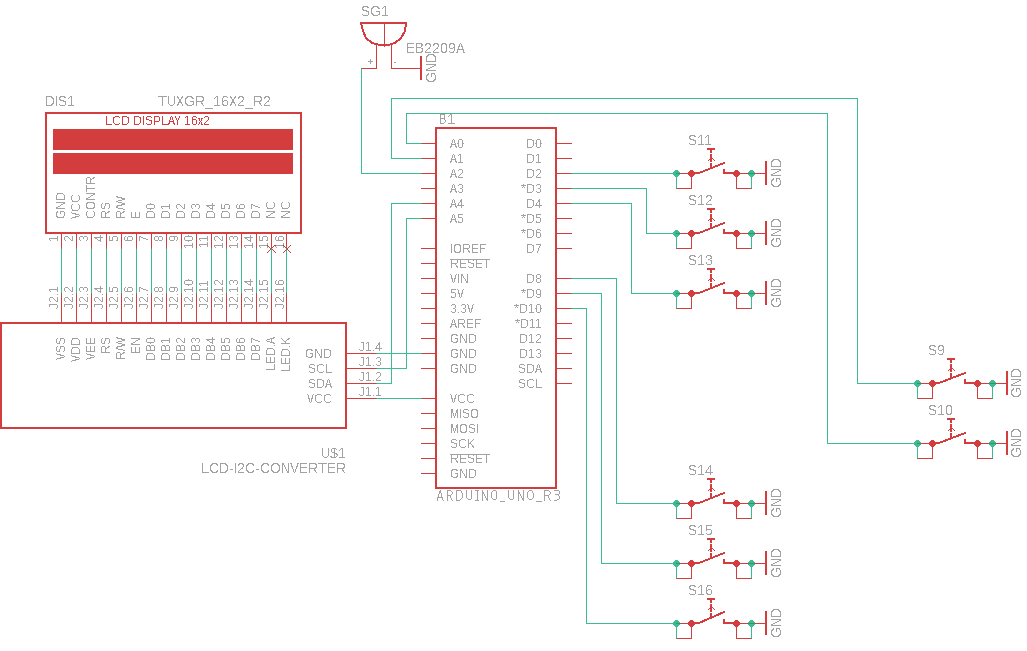 SG1
EB2209A
+
-
GND
DIS1
TUXGR_16X2_R2
LCD DISPLAY 16x2
GND
VCC
CONTR
RS
R/W
E
D0
D1
D2
D3
D4
D5
D6
D7
NC
NC
1
2
3
4
5
6
7
8
9
10
11
12
13
14
15
16
J2.1
J2.2
J2.3
J2.4
J2.5
J2.6
J2.7
J2.8
J2.9
J2.10
J2.11
J2.12
J2.13
J2.14
J2.15
J2.16
VSS
VDD
VEE
RS
R/W
EN
DB0
DB1
DB2
DB3
DB4
DB5
DB6
DB7
LED.A
LED.K
GND J1.4
SCL J1.3
SDA J1.2
VCC J1.1
U$1
LCD-I2C-CONVERTER
B1
A0 D0
A1 D1
A2 D2
A3 *D3
A4 D4
A5 *D5
*D6
IOREF D7
RESET
VIN D8
5V *D9
3.3V *D10
AREF *D11
GND D12
GND D13
GND SDA
SCL
VCC
MISO
MOSI
SCK
RESET
GND
ARDUINO_UNO_R3
S11
GND
S12
GND
S13
GND
S9
GND
S10
GND
S14
GND
S15
GND
S16
GND